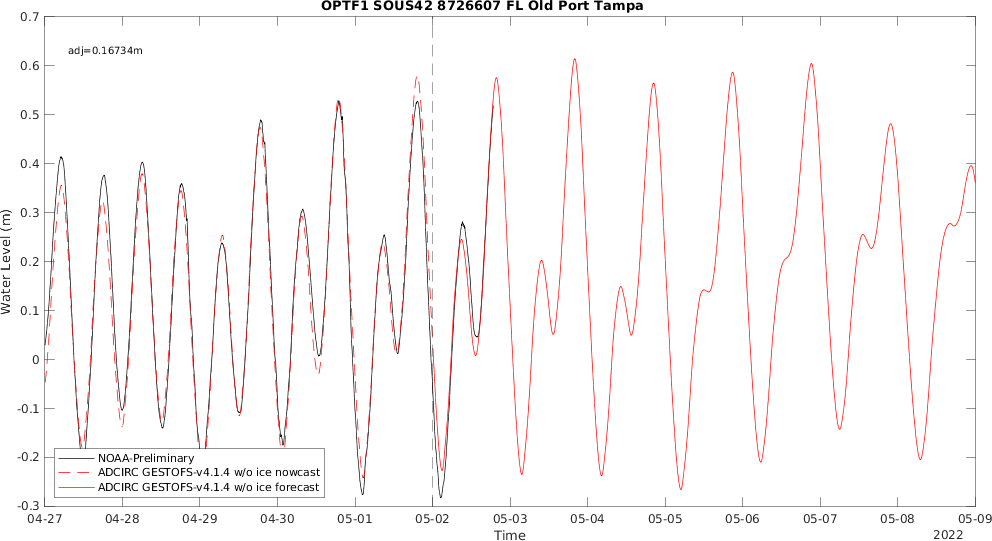 OPTF1 SOUS42 8726607 FL Old Port Tampa
adj=0.16734m
Water Level (m)
0.7
0.6
0.5
0.4
0.3
0.2
0.1
0
-0.1
-0.2
-0.3
NOAA-Preliminary
ADCIRC GESTOFS-v4.1.4 w/o ice nowcast
ADCIRC GESTOFS-v4.1.4 w/o ice forecast
04-27 04-28 04-29 04-30 05-01 05-02 05-03 05-04 05-05 05-06 05-07 05-08 05-09
Time
2022